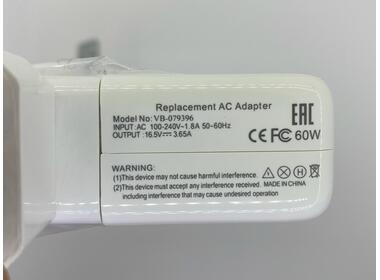 Replacement AC Adapter
Model No: VB-079396
INPUT:AC 100-240V~1.8A 50~60Hz
OUTPUT :16.5V⎓ 3.65A
EAC
CE FC 60W
WARNING:
(1)This device may not cause harmful interference.
(2)This device must accept any received interference,
including interference that may cause undesired operation
MADE IN CHINA